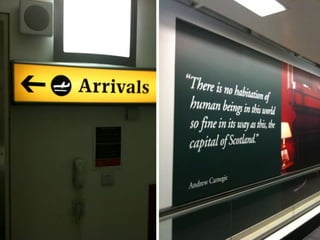 Arrivals
“There is no habitation of
human beings in this world
so fine in its way as this, the
capital of Scotland.”
Andrew Carnegie